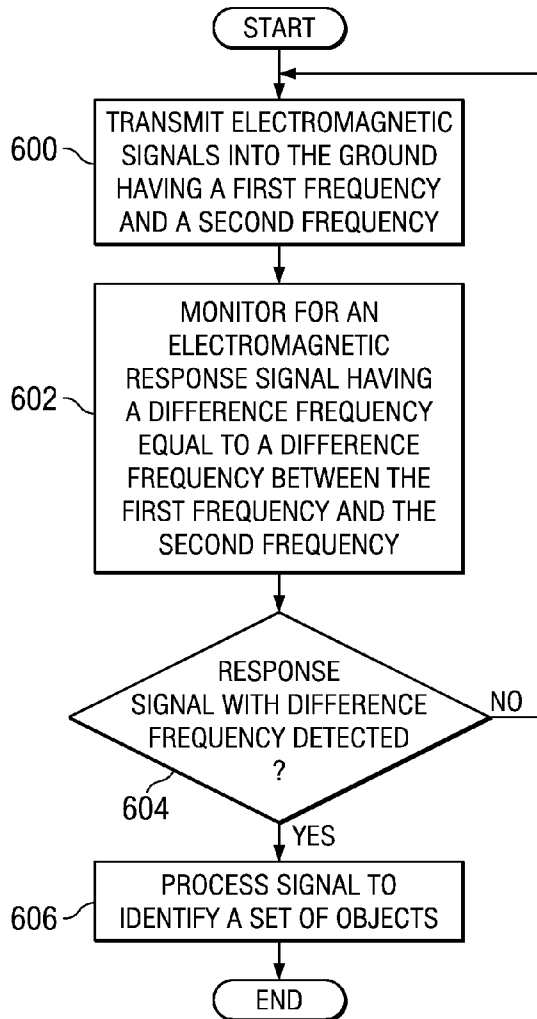 START
600
TRANSMIT ELECTROMAGNETIC
SIGNALS INTO THE GROUND
HAVING A FIRST FREQUENCY
AND A SECOND FREQUENCY
602
MONITOR FOR AN
ELECTROMAGNETIC
RESPONSE SIGNAL HAVING
A DIFFERENCE FREQUENCY
EQUAL TO A DIFFERENCE
FREQUENCY BETWEEN THE
FIRST FREQUENCY AND THE
SECOND FREQUENCY
RESPONSE
SIGNAL WITH DIFFERENCE
FREQUENCY DETECTED
?
NO
604
YES
606
PROCESS SIGNAL TO
IDENTIFY A SET OF OBJECTS
END